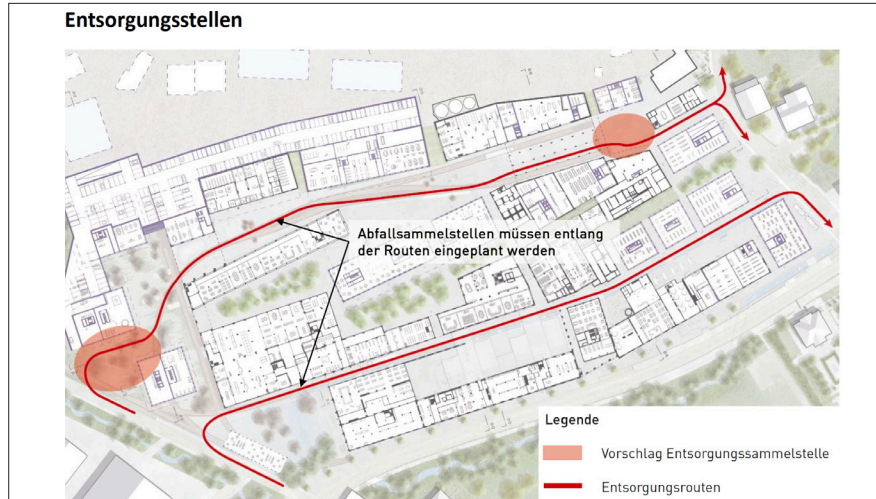 Entsorgungsstellen
Abfallsammelstellen müssen entlang
der Routen eingeplant werden
Legende
Vorschlag Entsorgungssammelstelle
Entsorgungsrouten